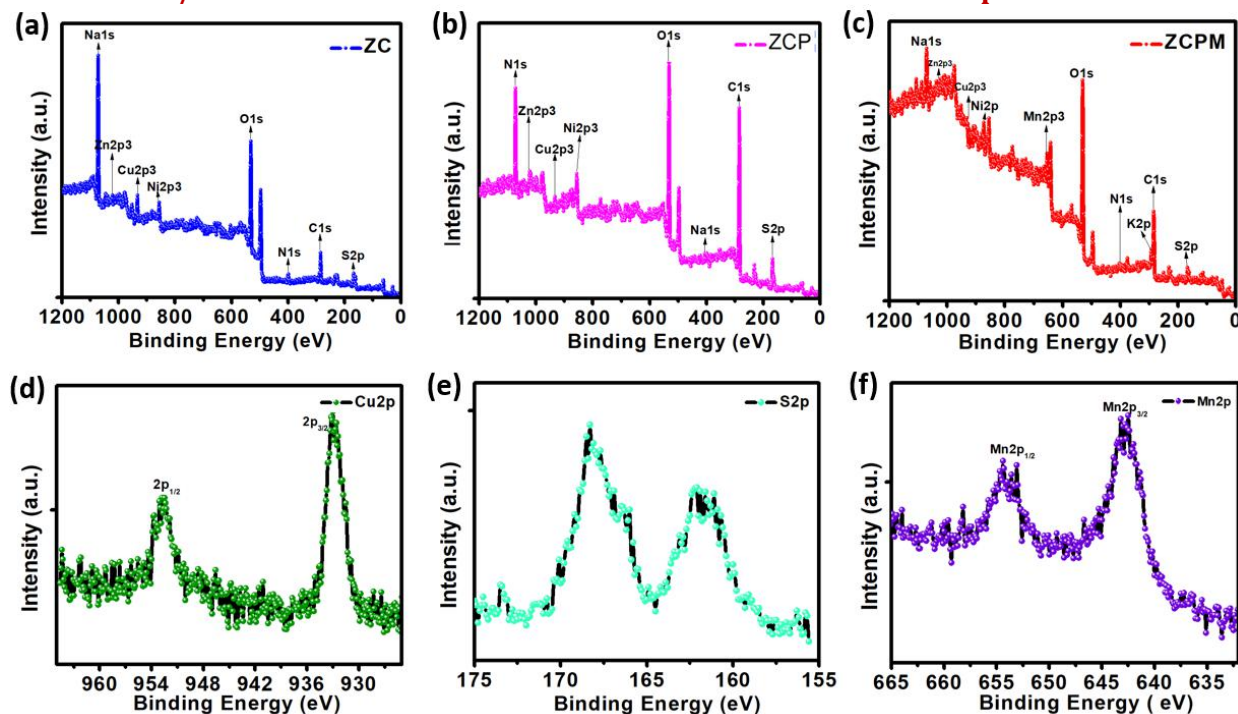 (a)
Na1s
ZC
O1s
Zn2p3
Cu2p3
Ni2p3
N1s
C1s
S2p
Intensity (a.u.)
1200 1000 800 600 400 200 0
Binding Energy (eV)
(b)
O1s
ZCP
N1s
C1s
Zn2p3
Ni2p3
Cu2p3
Na1s
S2p
Intensity (a.u.)
1200 1000 800 600 400 200 0
Binding Energy (eV)
(c)
Na1s
ZCPM
Zn2p3
O1s
Cu2p3
Ni2p
Mn2p3
N1s
C1s
K2p
S2p
Intensity (a.u.)
1200 1000 800 600 400 200 0
Binding Energy (eV)
(d)
Cu2p
2p3/2
2p1/2
Intensity (a.u.)
960 954 948 942 936 930
Binding Energy (eV)
(e)
S2p
Intensity (a.u.)
175 170 165 160 155
Binding Energy (eV)
(f)
Mn2p
Mn2p3/2
Mn2p1/2
Intensity (a.u.)
665 660 655 650 645 640 635
Binding Energy ( eV)